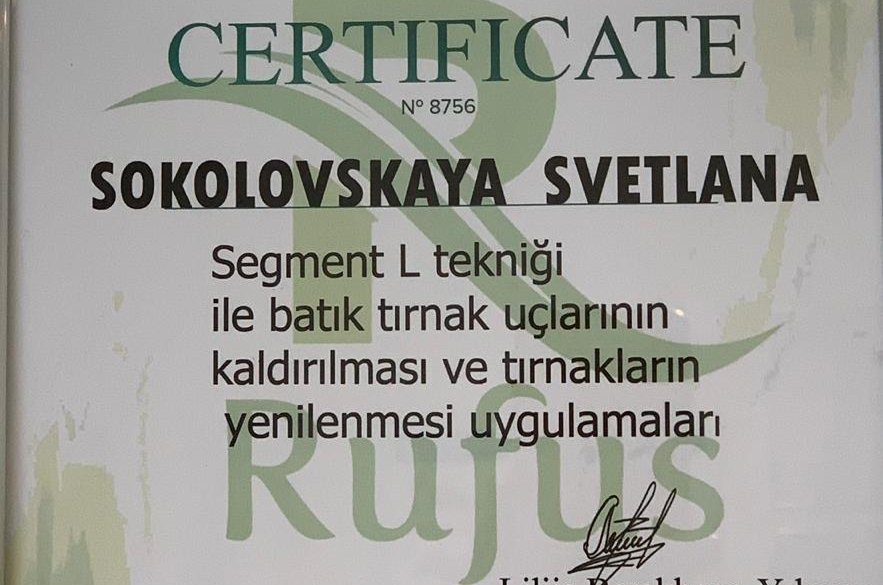 CERTIFICATE
Nº 8756
SOKOLOVSKAYA SVETLANA
Segment L tekniği
ile batık tırnak uçlarının
kaldırılması ve tırnakların
yenilenmesi uygulamaları
Rufus